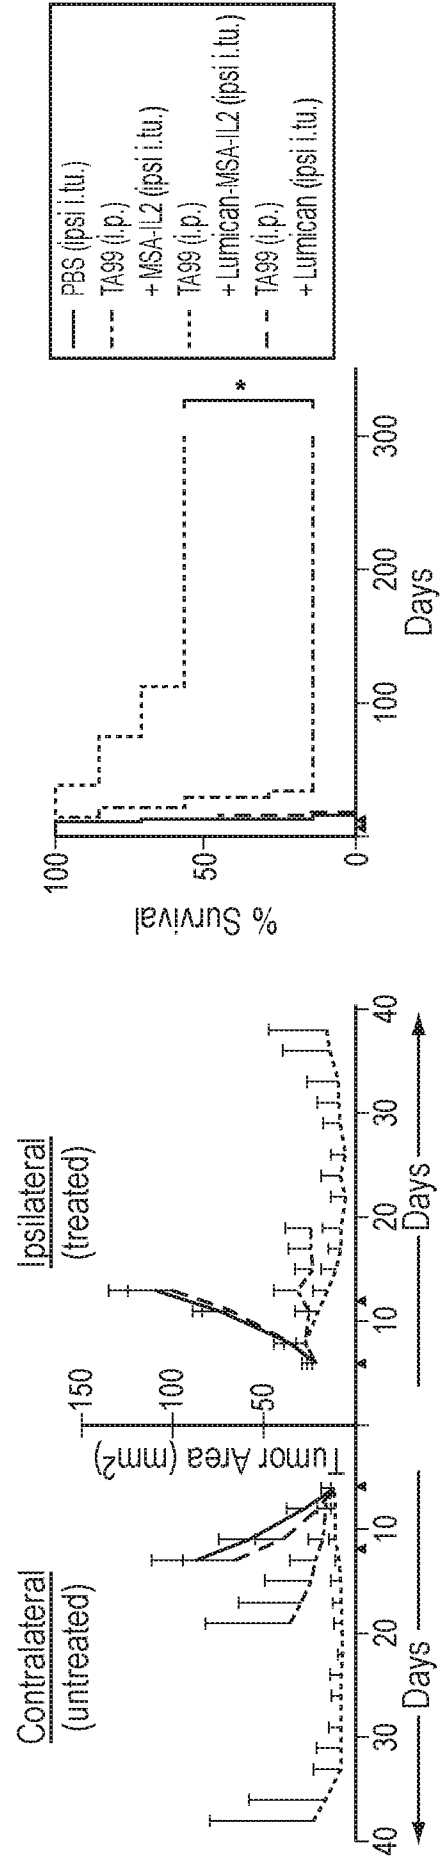 Contralateral
(untreated)
Ipsilateral
(treated)
Tumor Area (mm²)
150
100
50
40
30
20
10
10
20
30
40
Days
Days
% Survival
100
50
0
100
200
300
Days
*
PBS (ipsi i.tu.)
TA99 (i.p.)
+ MSA-IL2 (ipsi i.tu.)
TA99 (i.p.)
+ Lumican-MSA-IL2 (ipsi i.tu.)
TA99 (i.p.)
+ Lumican (ipsi i.tu.)